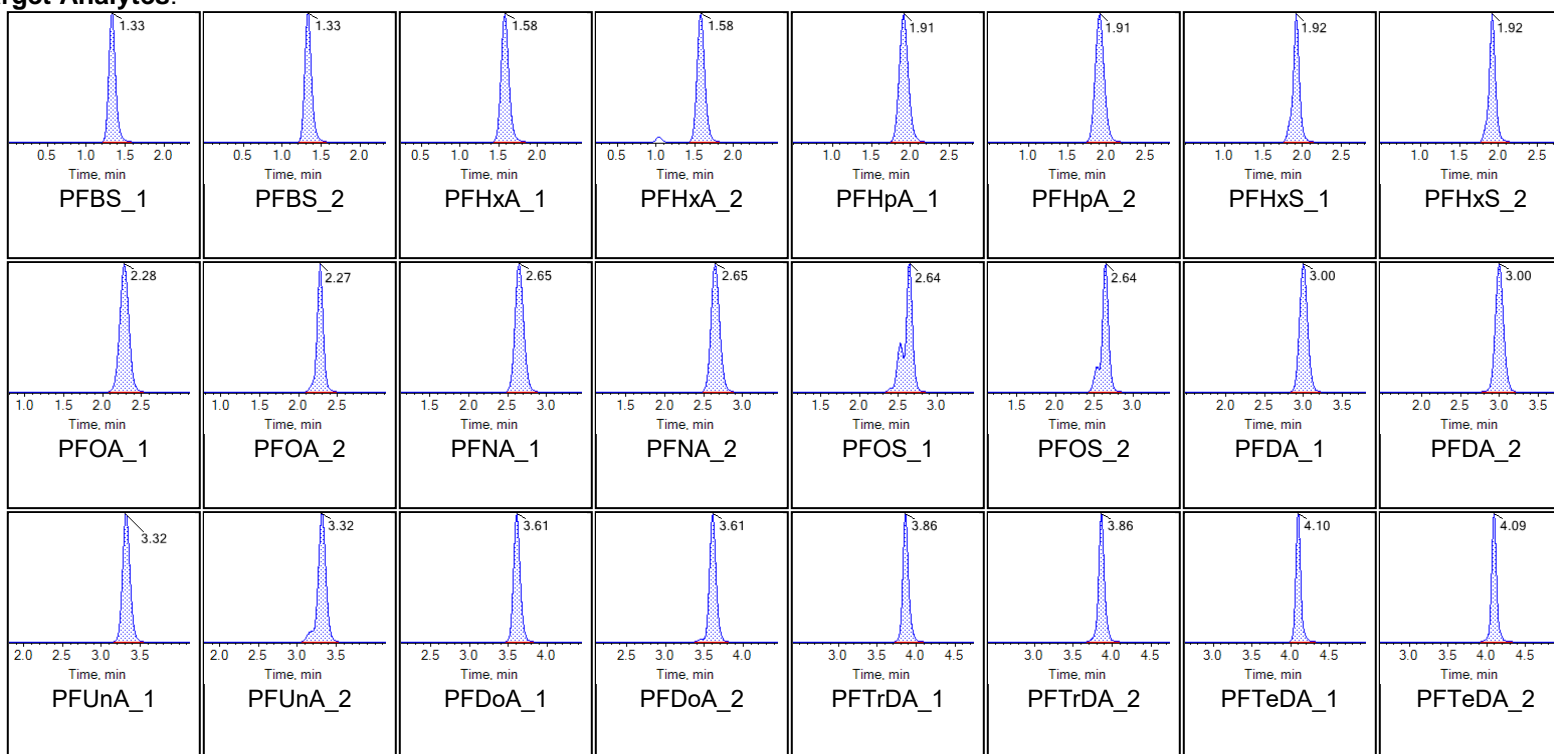 rget Analytes:
1.33 1.33 1.58 1.58 1.91 1.91 1.92 1.92
0.5 1.0 1.5 2.0 0.5 1.0 1.5 2.0 0.5 1.0 1.5 2.0 0.5 1.0 1.5 2.0 1.0 1.5 2.0 2.5 1.0 1.5 2.0 2.5 1.0 1.5 2.0 2.5 1.0 1.5 2.0 2.5
Time, min Time, min Time, min Time, min Time, min Time, min Time, min Time, min
PFBS_1 PFBS_2 PFHxA_1 PFHxA_2 PFHpA_1 PFHpA_2 PFHxS_1 PFHxS_2
2.28 2.27 2.65 2.65 2.64 2.64 3.00 3.00
1.0 1.5 2.0 2.5 1.0 1.5 2.0 2.5 1.5 2.0 2.5 3.0 1.5 2.0 2.5 3.0 1.5 2.0 2.5 3.0 1.5 2.0 2.5 3.0 2.0 2.5 3.0 3.5 2.0 2.5 3.0 3.5
Time, min Time, min Time, min Time, min Time, min Time, min Time, min Time, min
PFOA_1 PFOA_2 PFNA_1 PFNA_2 PFOS_1 PFOS_2 PFDA_1 PFDA_2
3.32 3.32 3.61 3.61 3.86 3.86 4.10 4.09
2.0 2.5 3.0 3.5 2.0 2.5 3.0 3.5 2.5 3.0 3.5 4.0 2.5 3.0 3.5 4.0 3.0 3.5 4.0 4.5 3.0 3.5 4.0 4.5 3.0 3.5 4.0 4.5 3.0 3.5 4.0 4.5
Time, min Time, min Time, min Time, min Time, min Time, min Time, min Time, min
PFUnA_1 PFUnA_2 PFDoA_1 PFDoA_2 PFTrDA_1 PFTrDA_2 PFTeDA_1 PFTeDA_2